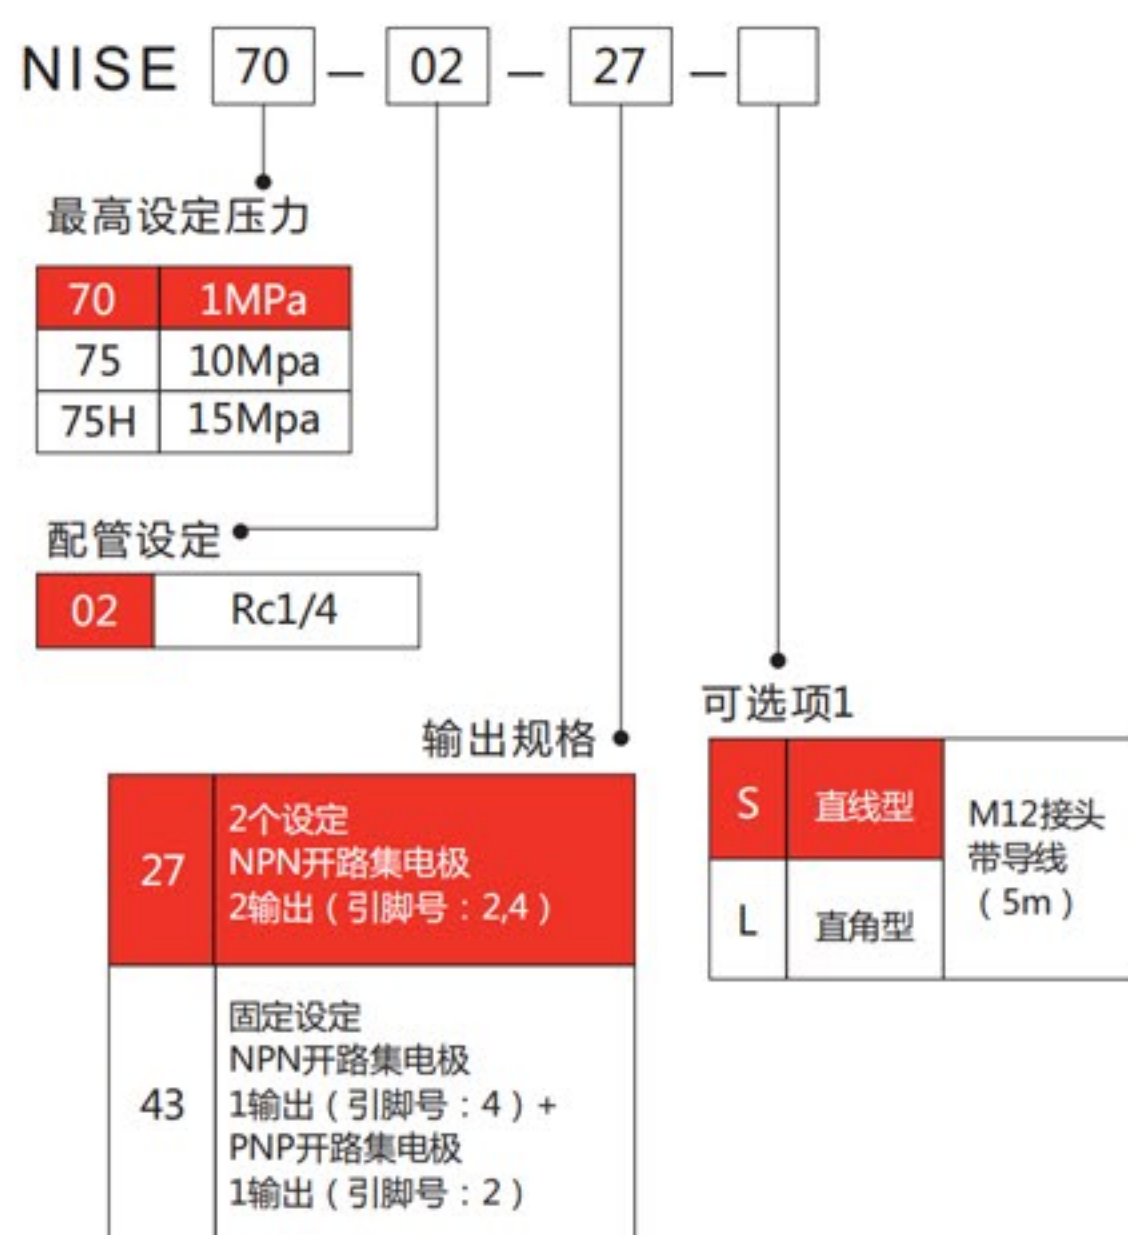 NISE 70 — 02 — 27 —
最高设定压力
70 1MPa
75 10Mpa
75H 15Mpa
配管设定
02 Rc1/4
输出规格
27
2个设定
NPN开路集电极
2输出（引脚号：2,4）
43
固定设定
NPN开路集电极
1输出（引脚号：4）+
PNP开路集电极
1输出（引脚号：2）
可选项1
S 直线型
L 直角型
M12接头
带导线
（5m）